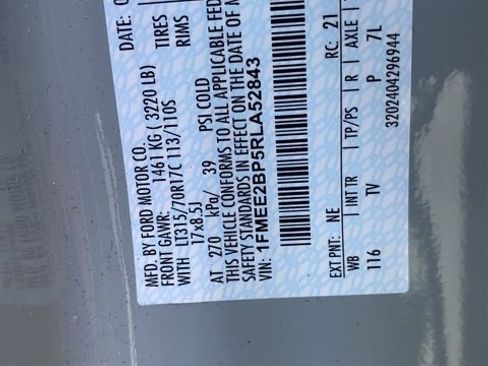 MFD. BY FORD MOTOR CO.
DATE:
FRONT GAWR: 1461 KG ( 3220 LB)
WITH LT315/70R17C 113/110S TIRES
17x8.5J RIMS
AT 270 kPa/ 39 PSI COLD
THIS VEHICLE CONFORMS TO ALL APPLICABLE FED
SAFETY STANDARDS IN EFFECT ON THE DATE OF
VIN: 1FMEE2BP5RLA52843
EXT PNT: NE RC: 21
WB INT TR TP/PS R AXLE
116 TV P 7L
3202404296944